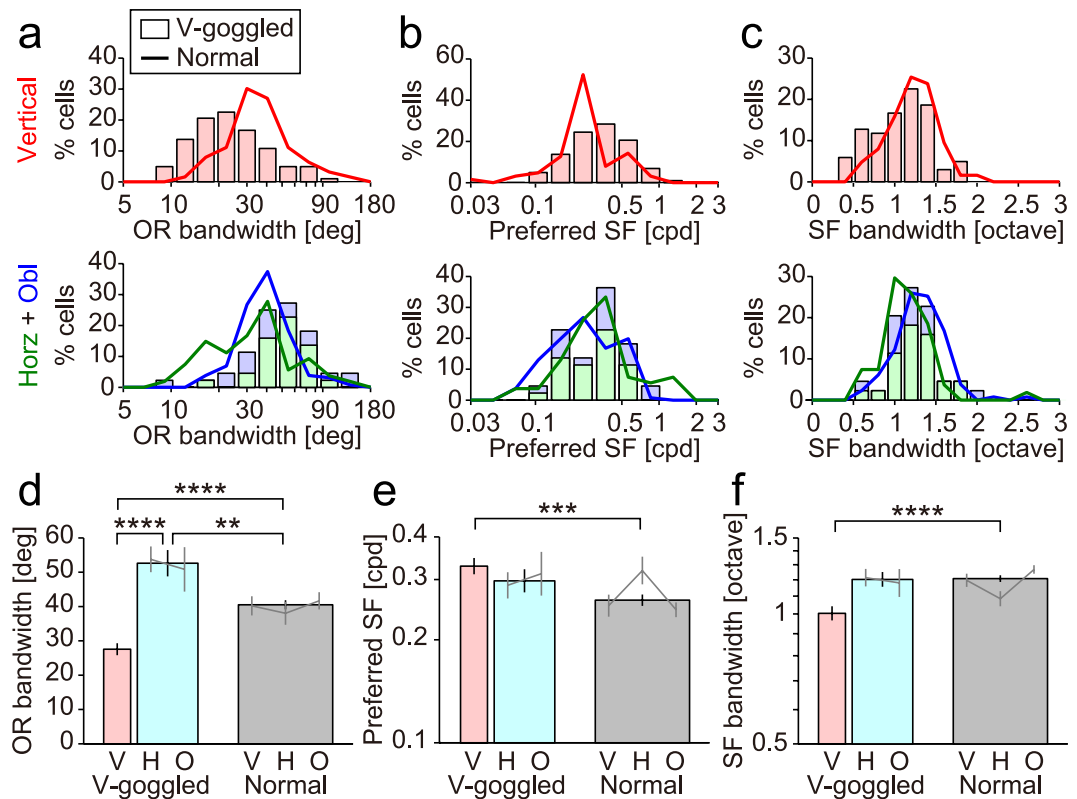 a
V-goggled
Normal
b
c
Vertical
% cells
40
30
20
10
0
5 10 30 90 180
OR bandwidth [deg]
% cells
60
40
20
0
0.03 0.1 0.5 1 2 3
Preferred SF [cpd]
% cells
30
20
10
0
0 0.5 1 1.5 2 2.5 3
SF bandwidth [octave]
Horz + Obl
% cells
40
30
20
10
0
5 10 30 90 180
OR bandwidth [deg]
% cells
40
30
20
10
0
0.03 0.1 0.5 1 2 3
Preferred SF [cpd]
% cells
30
20
10
0
0 0.5 1 1.5 2 2.5 3
SF bandwidth [octave]
d
****
**** **
OR bandwidth [deg]
60
50
40
30
20
10
0
V H O V H O
V-goggled Normal
e
***
Preferred SF [cpd]
0.4
0.3
0.2
0.1
V H O V H O
V-goggled Normal
f
****
SF bandwidth [octave]
1.5
1
0.5
V H O V H O
V-goggled Normal